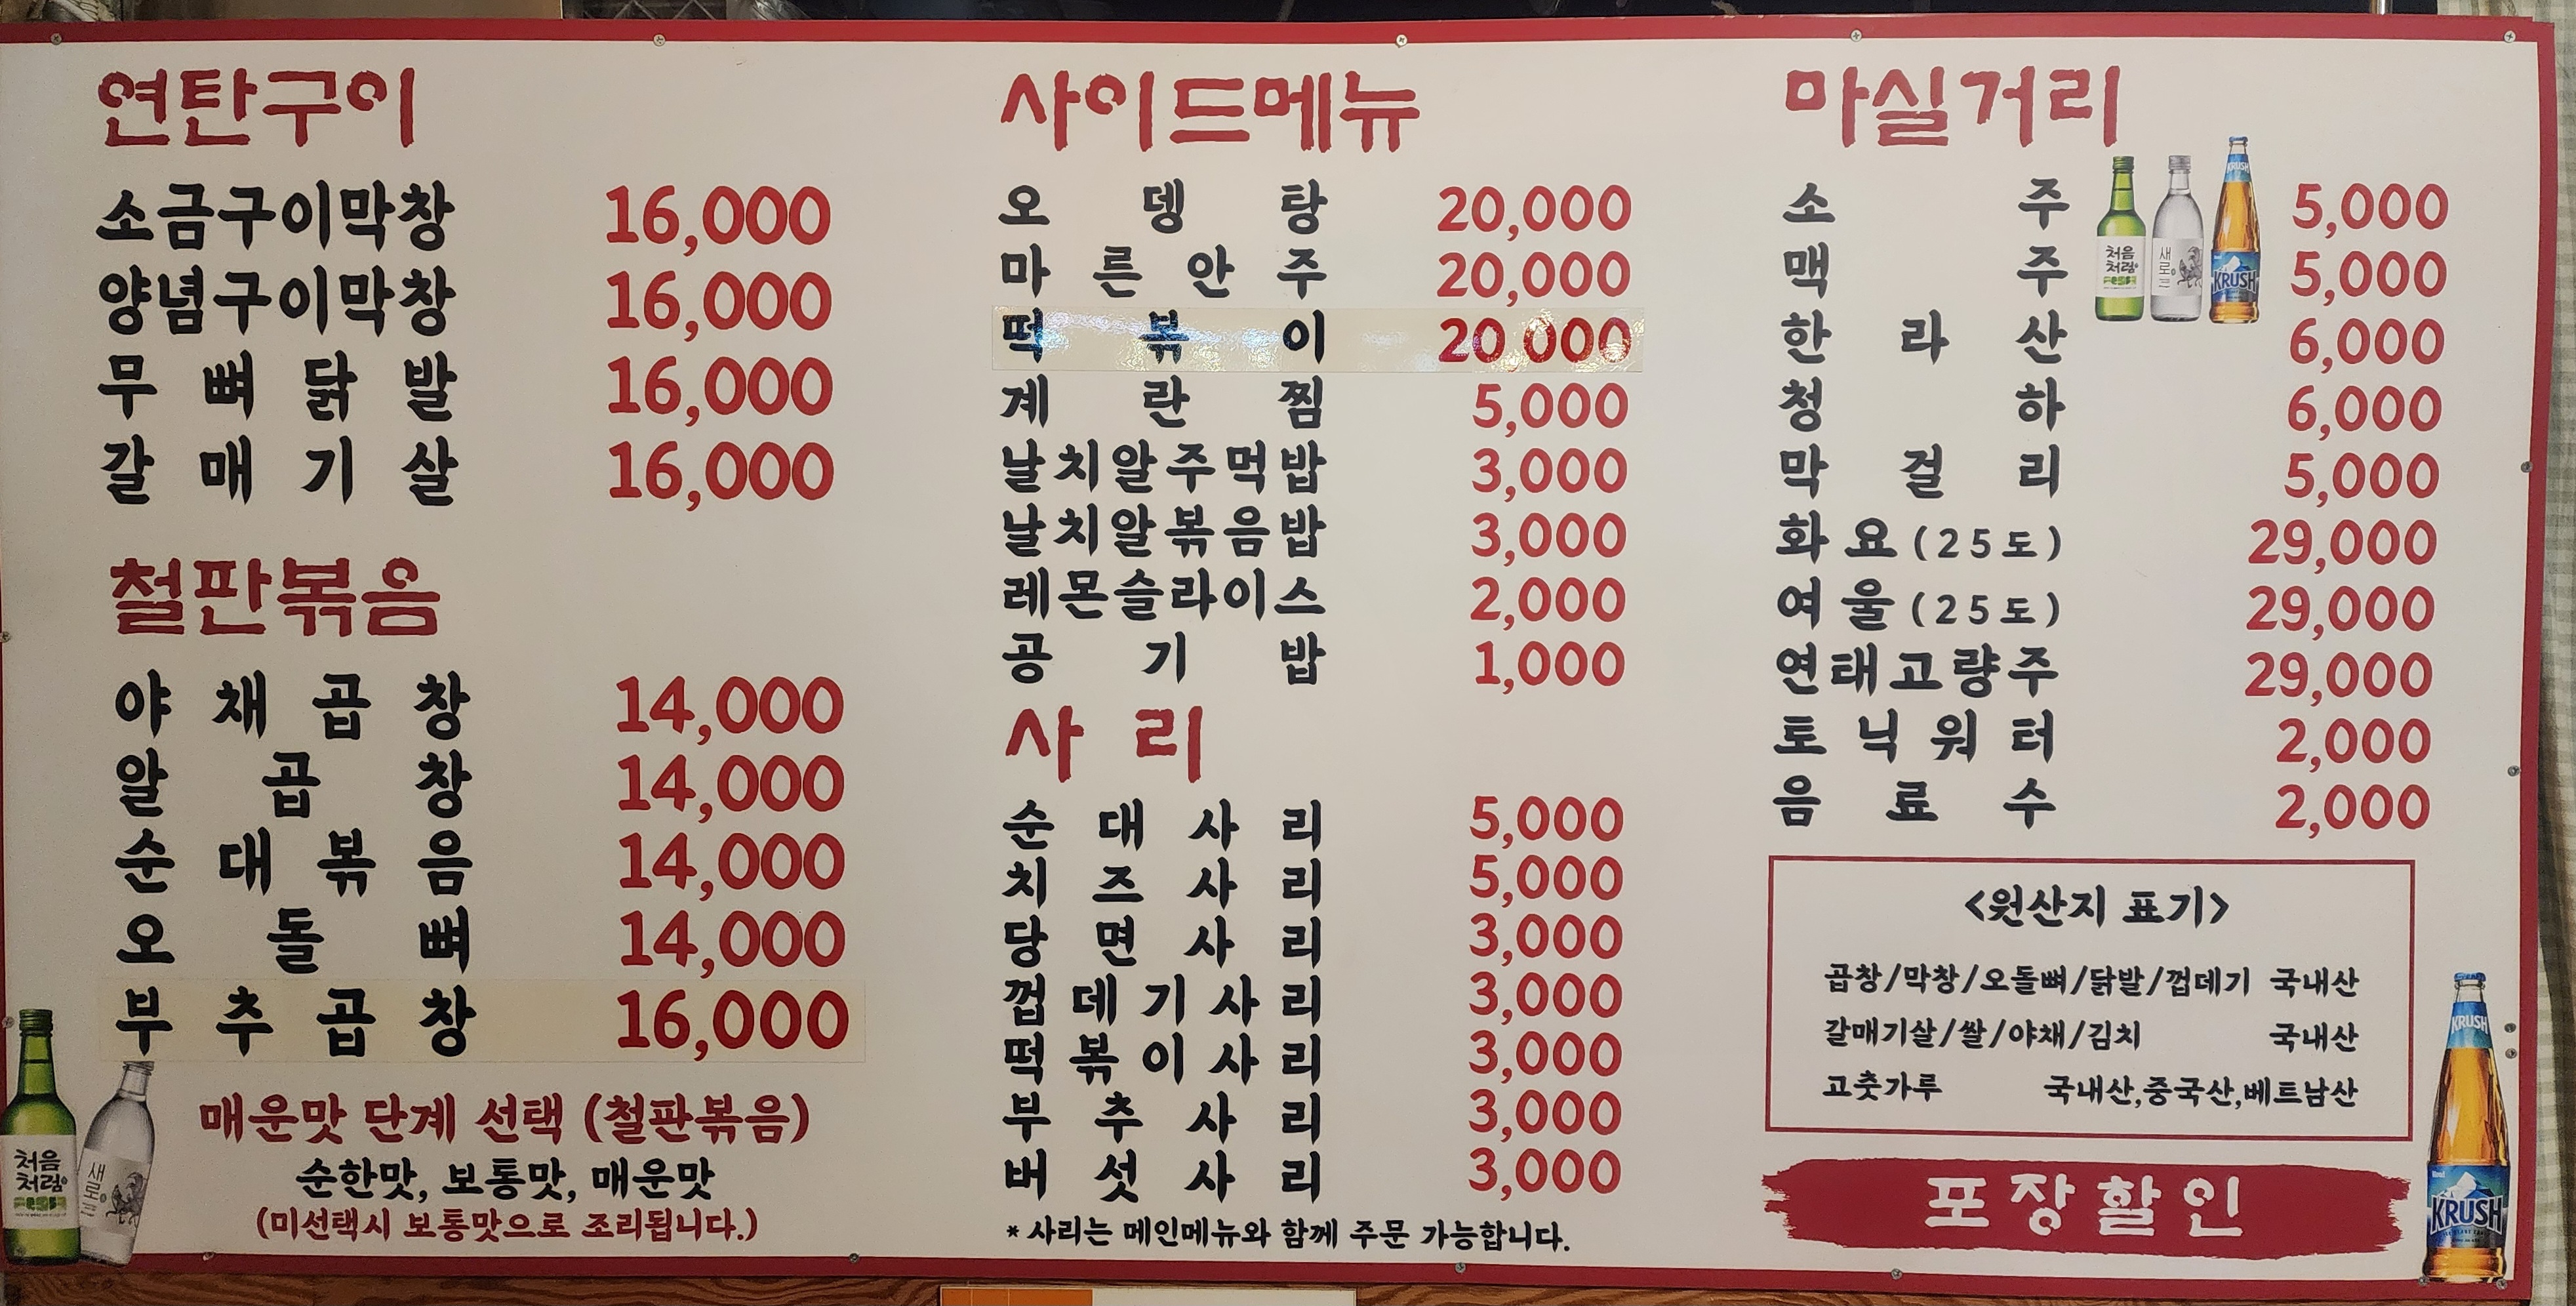 연탄구이
소금구이막창 16,000
양념구이막창 16,000
무뼈닭발 16,000
갈매기살 16,000
철판볶음
야채곱창 14,000
알곱창 14,000
순대볶음 14,000
오돌뼈 14,000
부추곱창 16,000
매운맛 단계 선택 (철판볶음)
순한맛, 보통맛, 매운맛
(미선택시 보통맛으로 조리됩니다.)
처음
처럼
새로
사이드메뉴
오뎅탕 20,000
마른안주 20,000
떡볶이 20,000
계란찜 5,000
날치알주먹밥 3,000
날치알볶음밥 3,000
레몬슬라이스 2,000
공기밥 1,000
사리
순대사리 5,000
치즈사리 5,000
당면사리 3,000
껍데기사리 3,000
떡볶이사리 3,000
부추사리 3,000
버섯사리 3,000
* 사리는 메인메뉴와 함께 주문 가능합니다.
마실거리
소주 5,000
맥주 5,000
한라산 6,000
청하 6,000
막걸리 5,000
화요(25도) 29,000
여울(25도) 29,000
연태고량주 29,000
토닉워터 2,000
음료수 2,000
처음
처럼
새로
KRUSH
KRUSH
<원산지 표기>
곱창/막창/오돌뼈/닭발/껍데기 국내산
갈매기살/쌀/야채/김치 국내산
고춧가루 국내산,중국산,베트남산
포장할인
KRUSH
KRUSH